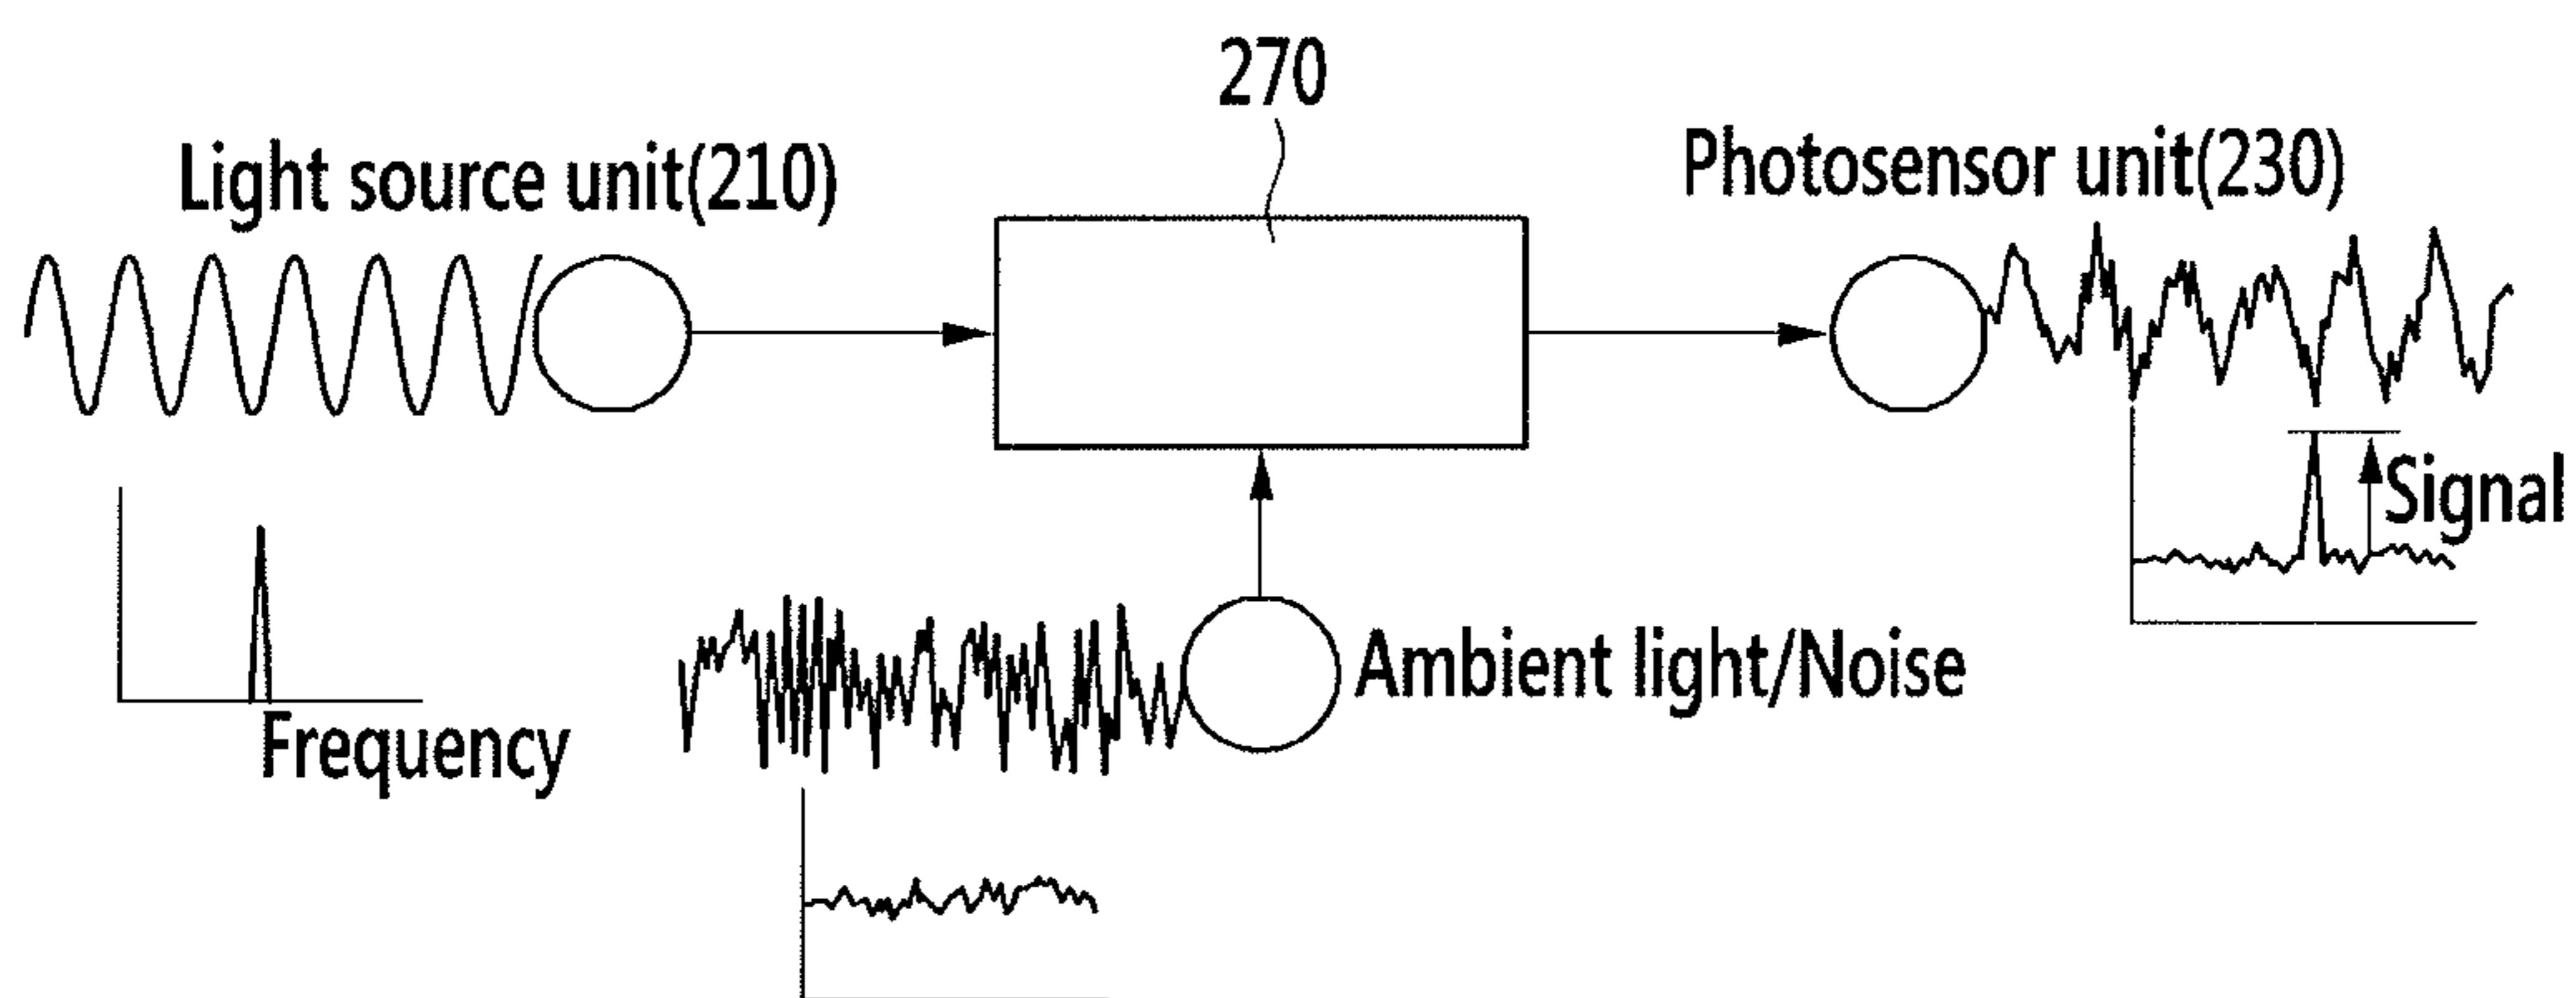 270
Light source unit(210)
Photosensor unit(230)
Signal
Ambient light/Noise
Frequency